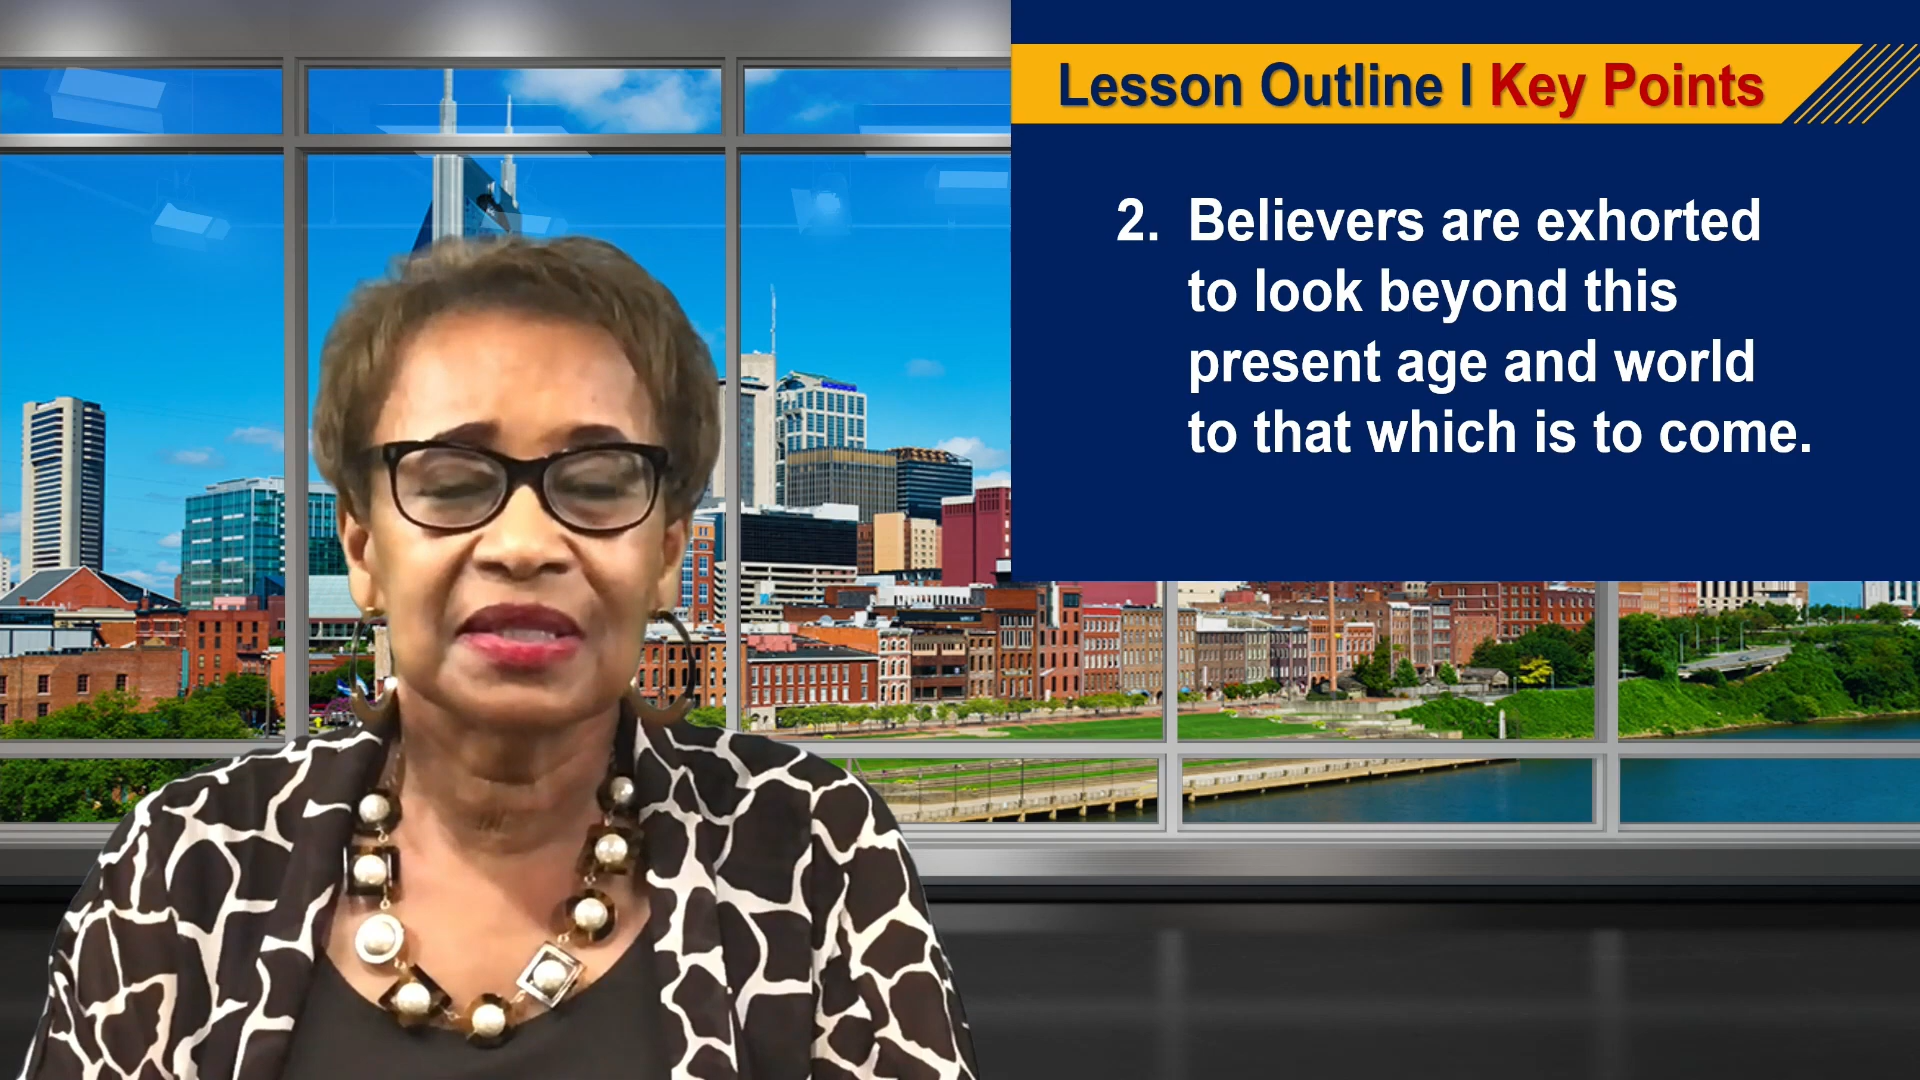 Lesson Outline | Key Points
2. Believers are exhorted
to look beyond this
present age and world
to that which is to come.